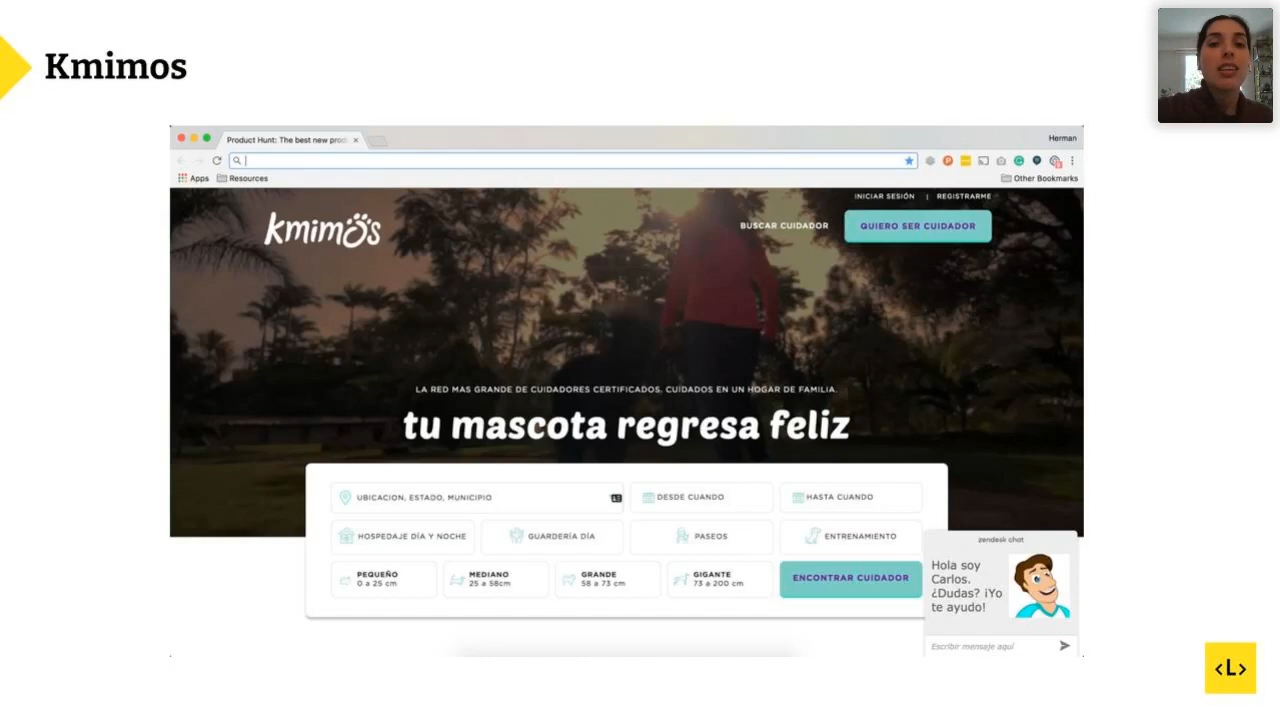 Kmimos
Product Hunt: The best new prod
Herman
Apps
Resources
Other Bookmarks
INICIAR SESIÓN | REGISTRARME
kmimos
BUSCAR CUIDADOR
QUIERO SER CUIDADOR
LA RED MAS GRANDE DE CUIDADORES CERTIFICADOS. CUIDADOS EN UN HOGAR DE FAMILIA.
tu mascota regresa feliz
UBICACION, ESTADO, MUNICIPIO
DESDE CUANDO
HASTA CUANDO
HOSPEDAJE DÍA Y NOCHE
GUARDERÍA DÍA
PASEOS
ENTRENAMIENTO
PEQUEÑO
0 a 25 cm
MEDIANO
25 a 58cm
GRANDE
58 a 73 cm
GIGANTE
73 a 200 cm
ENCONTRAR CUIDADOR
zendesk chat
Hola soy
Carlos.
¿Dudas? ¡Yo
te ayudo!
Escribir mensaje aquí
<L>